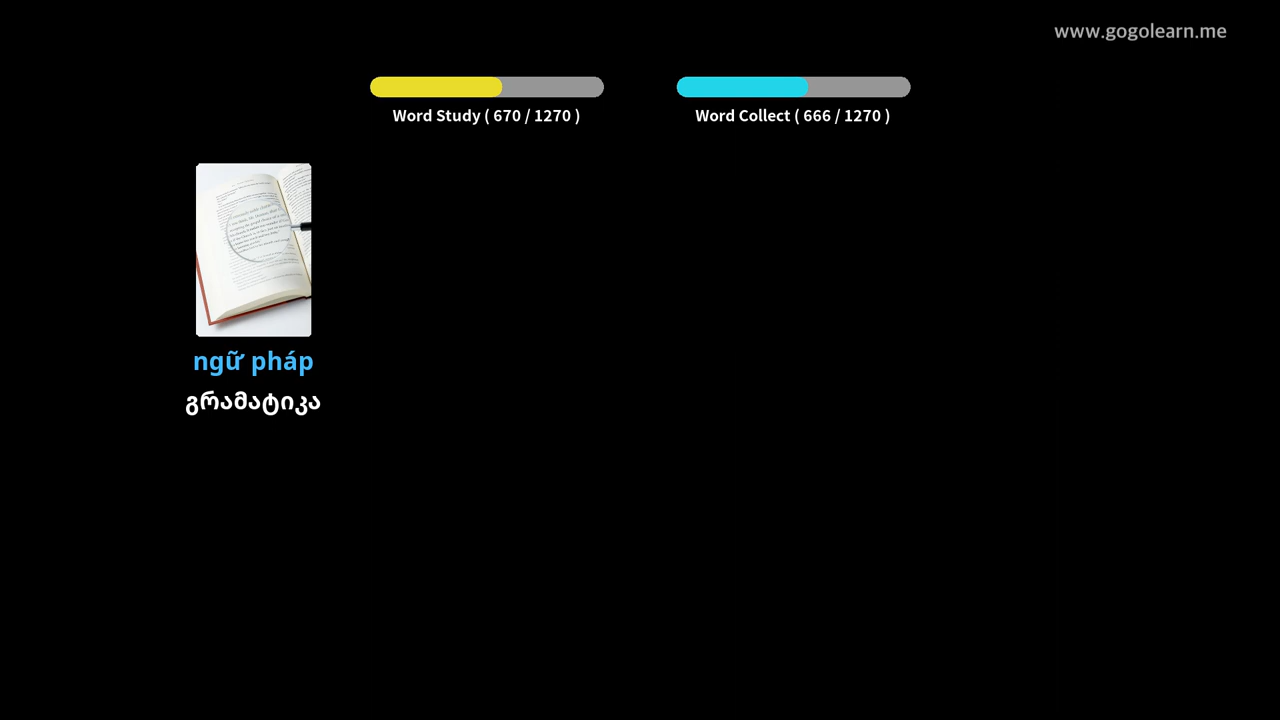 www.gogolearn.me
Word Study ( 670 / 1270 )
Word Collect ( 666 / 1270 )
ngữ pháp
გრამატიკა